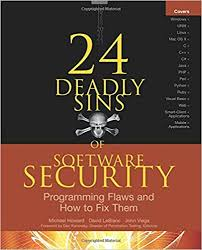 Covers
Windows
UNIX
Linux
Mac OS X
C
C++
C#
Java
PHP
Perl
Python
Ruby
Visual Basic
Web
Smart-Client
Applications
Mobile
Applications
24
DEADLY
SINS
OF
SOFTWARE
SECURITY
Programming Flaws and
How to Fix Them
Michael Howard David LeBlanc John Viega
Foreword by Dan Kaminsky, Director of Penetration Testing, IOActive